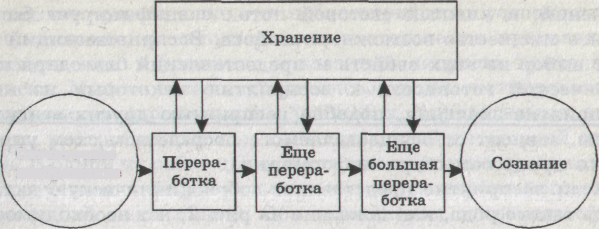 Хранение
Перера-
ботка
Еще
перера-
ботка
Еще
большая
перера-
ботка
Сознание